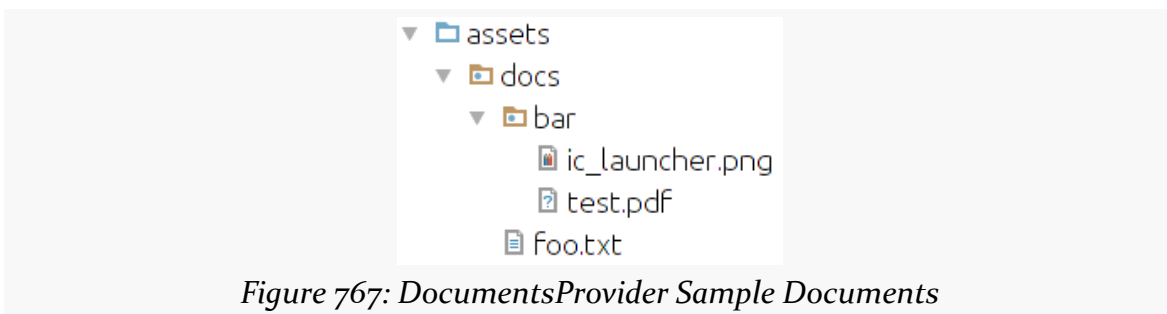 assets
docs
bar
ic_launcher.png
test.pdf
foo.txt
Figure 767: DocumentsProvider Sample Documents